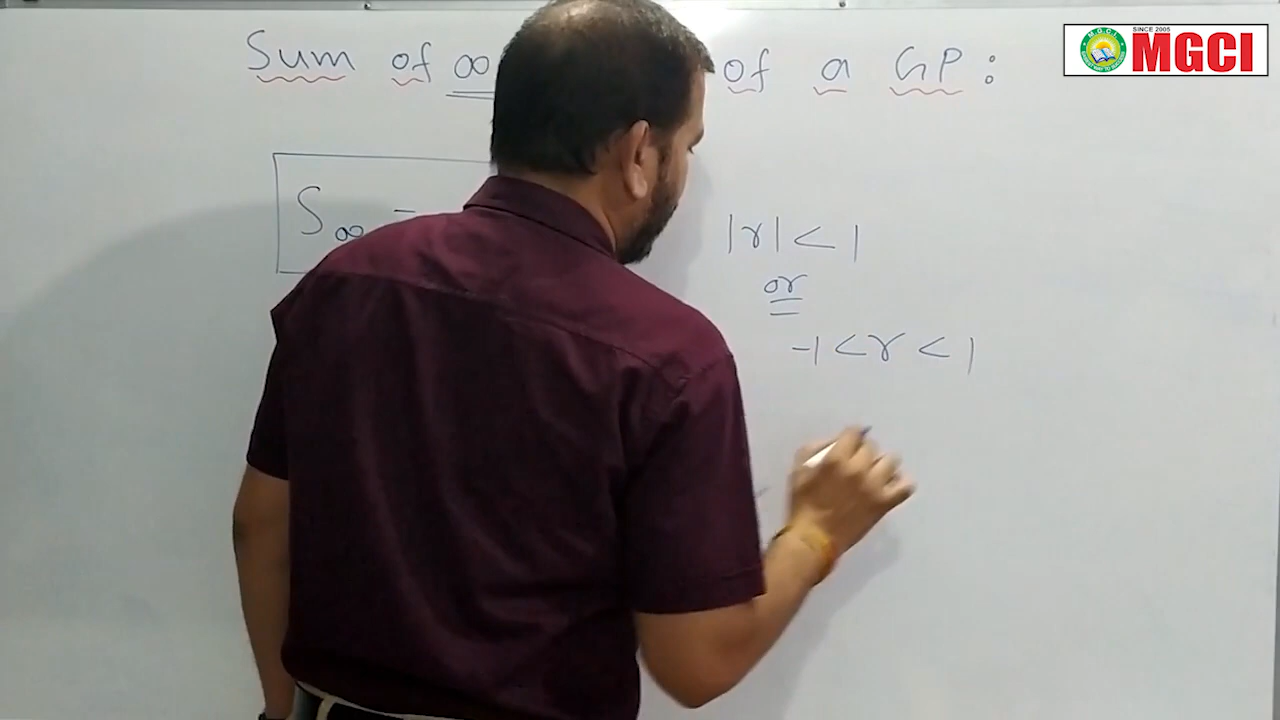 Sum of ∞ of a GP :
SINCE 2005
M.G.C.I.
MGCI
S∞ =
|r| < 1
or
-1 < r < 1